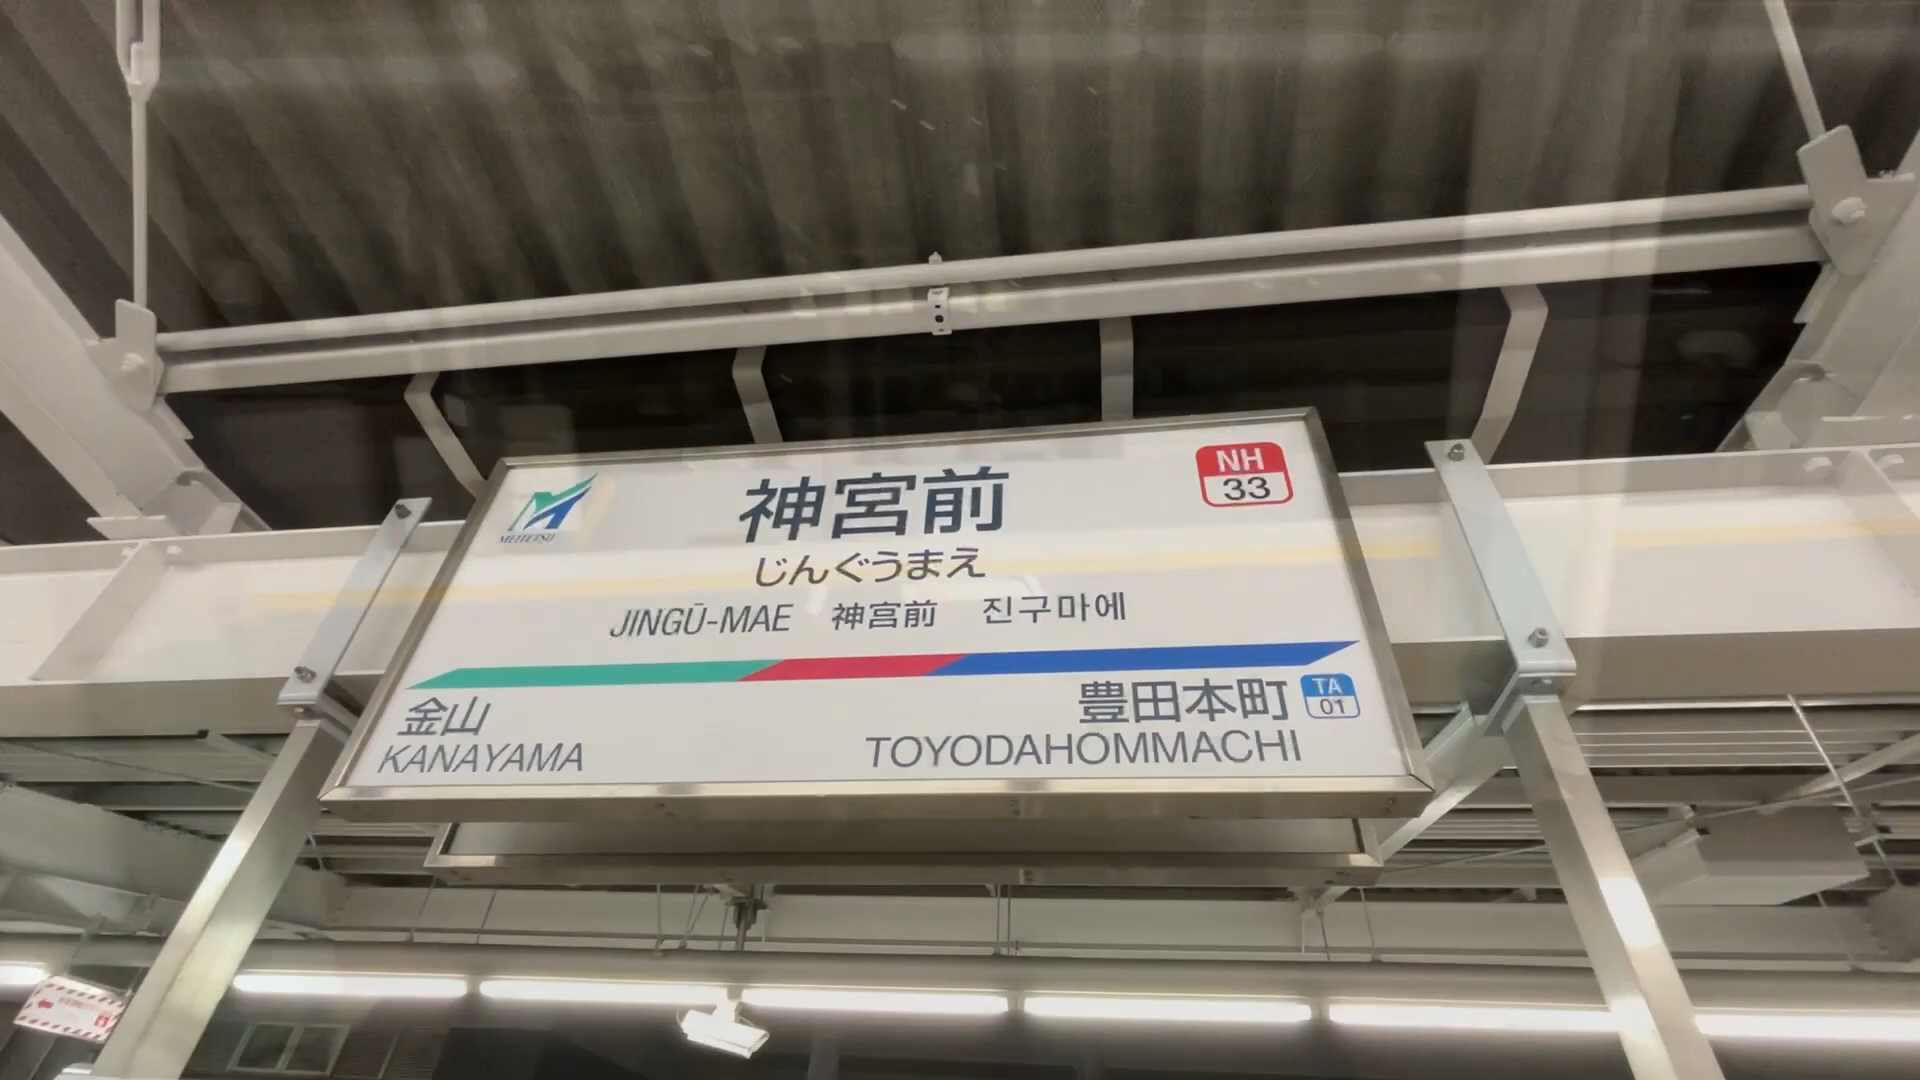 MEITETSU
神宮前
NH
33
じんぐうまえ
JINGŪ-MAE 神宮前 진구마에
金山
KANAYAMA
豊田本町
TA
01
TOYODAHOMMACHI